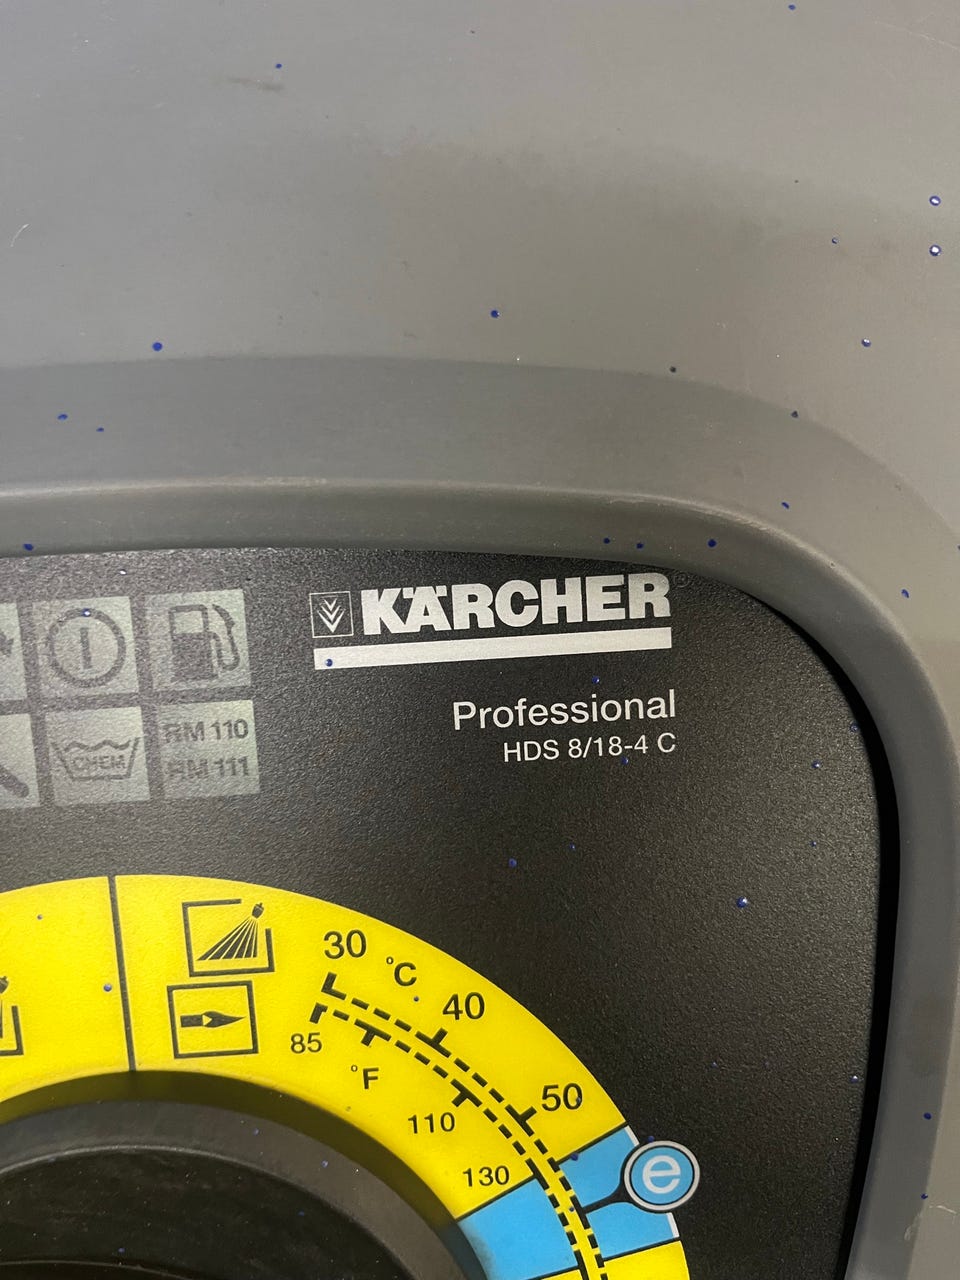 KÄRCHER
Professional
HDS 8/18-4 C
RM 110
CHEM
RM 111
30 °C
40
50
85
°F
110
130
e